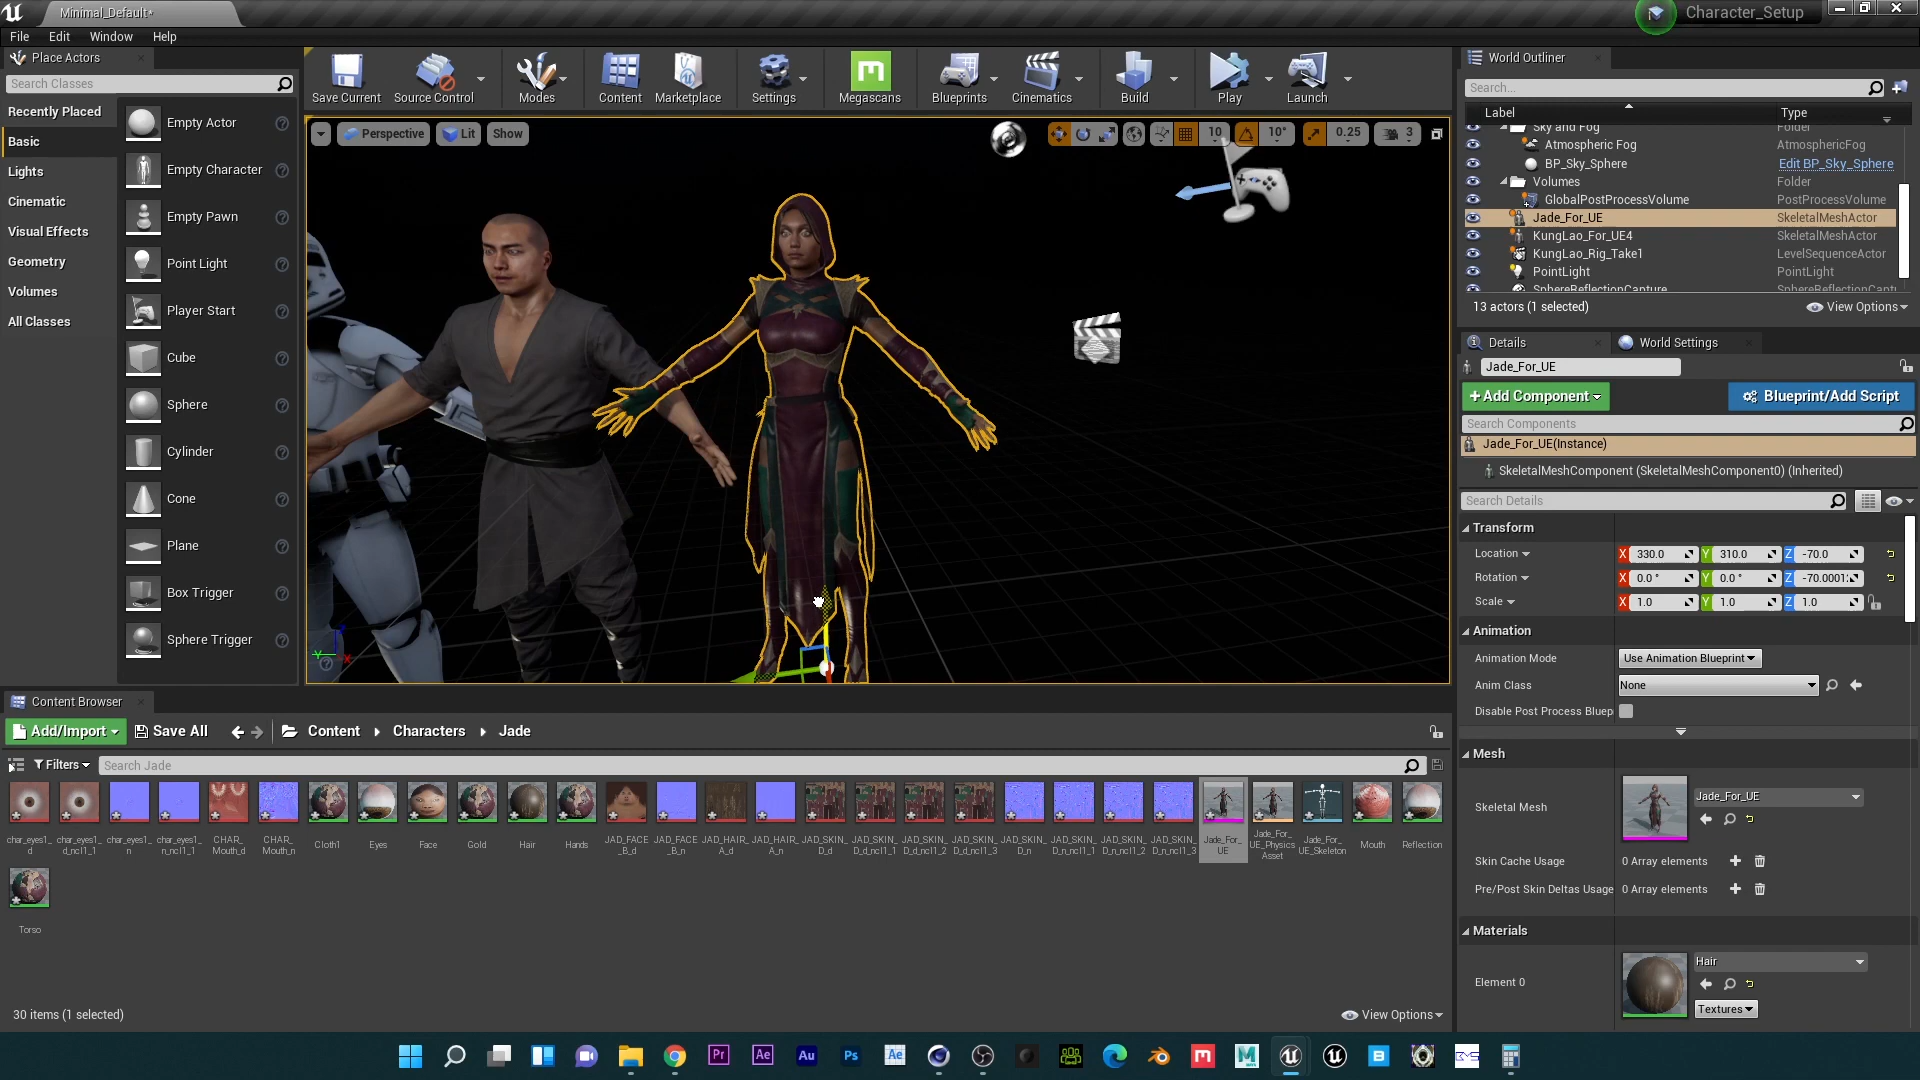 Minimal_Default*
Character_Setup
File Edit Window Help
Place Actors
Search Classes
Recently Placed
Basic
Lights
Cinematic
Visual Effects
Geometry
Volumes
All Classes
Empty Actor
Empty Character
Empty Pawn
Point Light
Player Start
Cube
Sphere
Cylinder
Cone
Plane
Box Trigger
Sphere Trigger
Save Current Source Control Modes Content Marketplace Settings Megascans Blueprints Cinematics Build Play Launch
Perspective Lit Show 10 10° 0.25 3
World Outliner
Search...
Label Type
Sky and Fog Folder
Atmospheric Fog AtmosphericFog
BP_Sky_Sphere Edit BP_Sky_Sphere
Volumes Folder
GlobalPostProcessVolume PostProcessVolume
Jade_For_UE SkeletalMeshActor
KungLao_For_UE4 SkeletalMeshActor
KungLao_Rig_Take1 LevelSequenceActor
PointLight PointLight
SphereReflectionCapture SphereReflectionCapt
13 actors (1 selected) View Options
Details World Settings
Jade_For_UE
+Add Component Blueprint/Add Script
Search Components
Jade_For_UE(Instance)
SkeletalMeshComponent (SkeletalMeshComponent0) (Inherited)
Search Details
Transform
Location X 330.0 Y 310.0 Z -70.0
Rotation X 0.0 ° Y 0.0 ° Z -70.0001
Scale X 1.0 Y 1.0 Z 1.0
Animation
Animation Mode Use Animation Blueprint
Anim Class None
Disable Post Process Bluep
Mesh
Skeletal Mesh Jade_For_UE
Skin Cache Usage 0 Array elements
Pre/Post Skin Deltas Usage 0 Array elements
Materials
Element 0 Hair
Textures
Content Browser
Add/Import Save All Content Characters Jade
Filters Search Jade
char_eyes1_d
char_eyes1_d_ncl1_1
char_eyes1_n
char_eyes1_n_ncl1_1
CHAR_Mouth_d
CHAR_Mouth_n
Cloth1
Eyes
Face
Gold
Hair
Hands
JAD_FACE_B_d
JAD_FACE_B_n
JAD_HAIR_A_d
JAD_HAIR_A_n
JAD_SKIN_D_d
JAD_SKIN_D_d_ncl1_1
JAD_SKIN_D_d_ncl1_2
JAD_SKIN_D_d_ncl1_3
JAD_SKIN_D_n
JAD_SKIN_D_n_ncl1_1
JAD_SKIN_D_n_ncl1_2
JAD_SKIN_D_n_ncl1_3
Jade_For_UE
Jade_For_UE_PhysicsAsset
Jade_For_UE_Skeleton
Mouth
Reflection
Torso
30 items (1 selected) View Options
Pr Ae Au Ps Ae